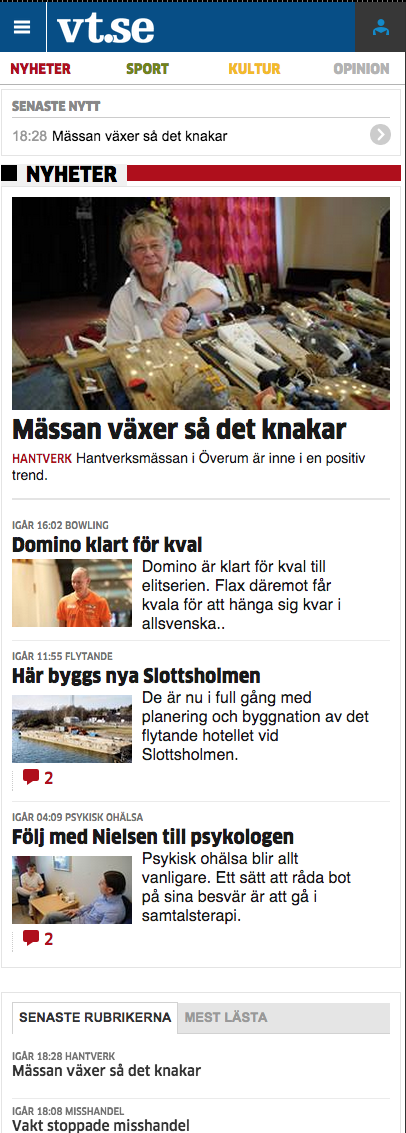 vt.se
NYHETER SPORT KULTUR OPINION
SENASTE NYTT
18:28 Mässan växer så det knakar
NYHETER
Mässan växer så det knakar
HANTVERK Hantverksmässan i Överum är inne i en positiv
trend.
IGÅR 16:02 BOWLING
Domino klart för kval
Domino är klart för kval till
elitserien. Flax däremot får
kvala för att hänga sig kvar i
allsvenska..
IGÅR 11:55 FLYTANDE
Här byggs nya Slottsholmen
De är nu i full gång med
planering och byggnation av det
flytande hotellet vid
Slottsholmen.
2
IGÅR 04:09 PSYKISK OHÄLSA
Följ med Nielsen till psykologen
Psykisk ohälsa blir allt
vanligare. Ett sätt att råda bot
på sina besvär är att gå i
samtalsterapi.
2
SENASTE RUBRIKERNA MEST LÄSTA
IGÅR 18:28 HANTVERK
Mässan växer så det knakar
IGÅR 18:08 MISSHANDEL
Vakt stoppade misshandel